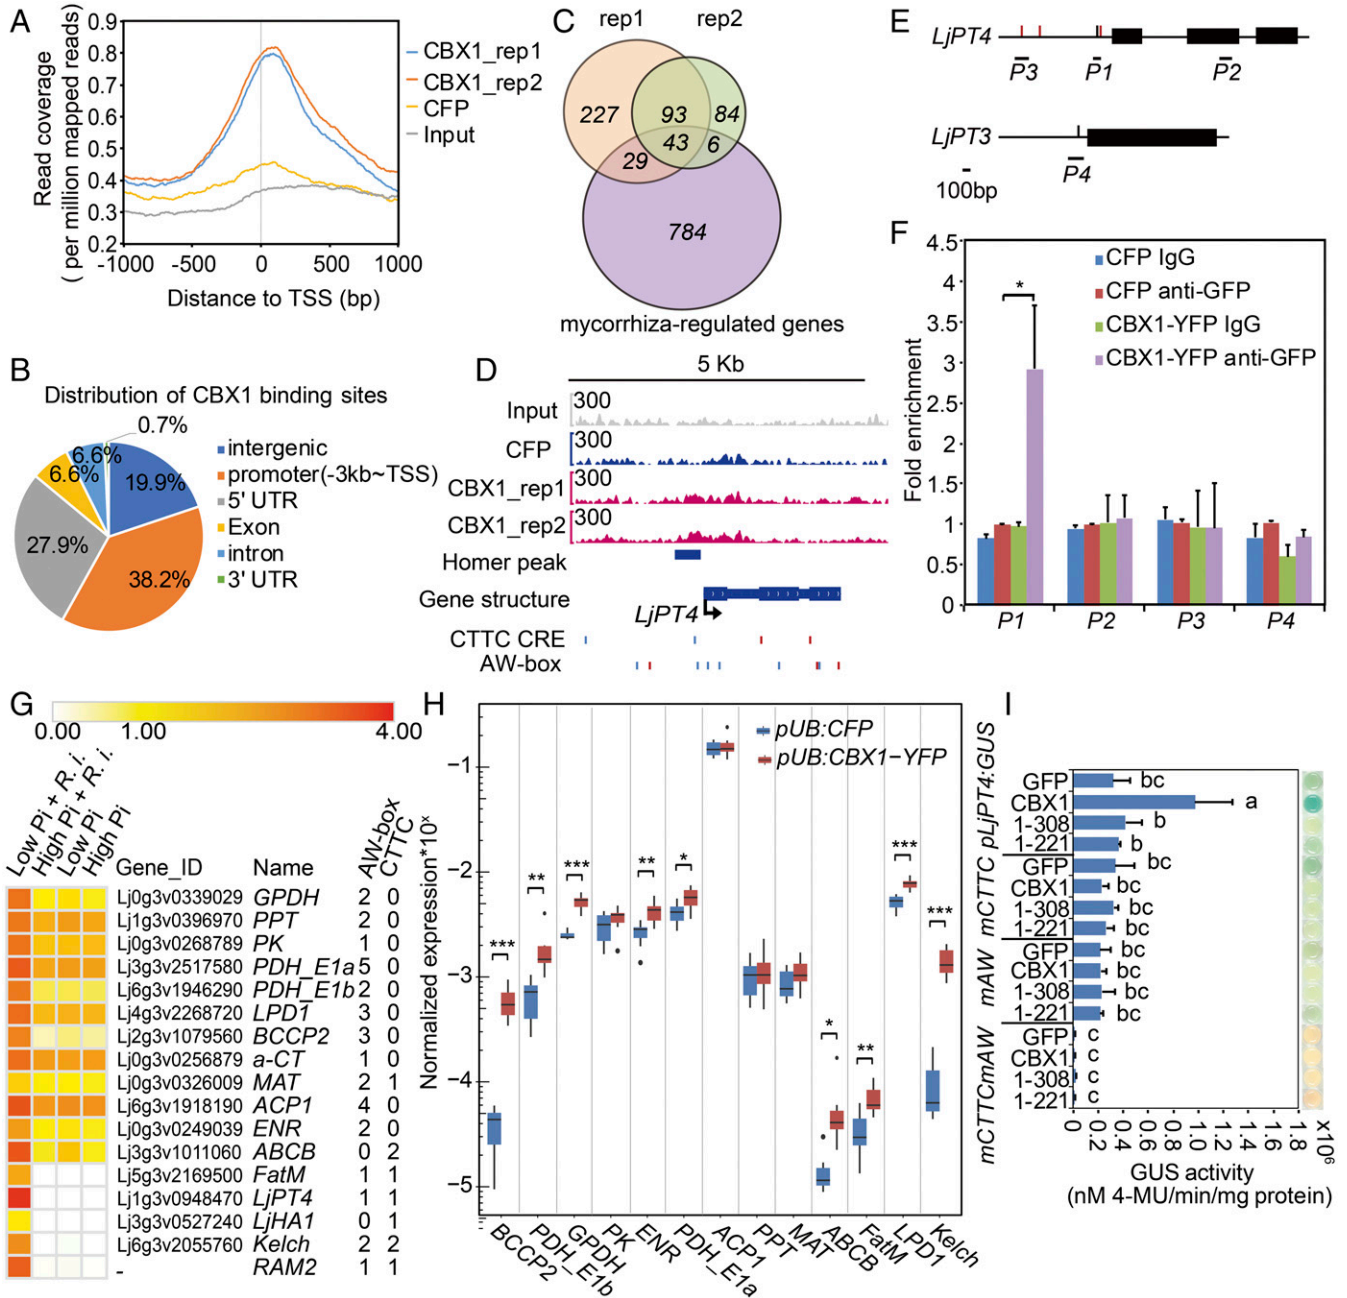 A
0.9
0.8
0.7
0.6
0.5
0.4
0.3
0.2
Read coverage
( per million mapped reads)
-1000 -500 0 500 1000
Distance to TSS (bp)
CBX1_rep1
CBX1_rep2
CFP
Input
B
Distribution of CBX1 binding sites
0.7%
6.6%
6.6%
19.9%
27.9%
38.2%
intergenic
promoter(-3kb~TSS)
5' UTR
Exon
intron
3' UTR
C
rep1 rep2
227 93 84
43 6
29
784
mycorrhiza-regulated genes
D
5 Kb
Input 300
CFP 300
CBX1_rep1 300
CBX1_rep2 300
Homer peak
Gene structure
LjPT4
CTTC CRE
AW-box
E
LjPT4
P3 P1 P2
LjPT3
P4
100bp
F
4.5
4
3.5
3
2.5
2
1.5
1
0.5
0
Fold enrichment
*
CFP IgG
CFP anti-GFP
CBX1-YFP IgG
CBX1-YFP anti-GFP
P1 P2 P3 P4
G
0.00 1.00 4.00
Low Pi + R. i.
High Pi + R. i.
Low Pi
High Pi
Gene_ID Name AW-box CTTC
Lj0g3v0339029 GPDH 2 0
Lj1g3v0396970 PPT 2 0
Lj0g3v0268789 PK 1 0
Lj3g3v2517580 PDH_E1a 5 0
Lj6g3v1946290 PDH_E1b 2 0
Lj4g3v2268720 LPD1 3 0
Lj2g3v1079560 BCCP2 3 0
Lj0g3v0256879 a-CT 1 0
Lj0g3v0326009 MAT 2 1
Lj6g3v1918190 ACP1 4 0
Lj0g3v0249039 ENR 2 0
Lj3g3v1011060 ABCB 0 2
Lj5g3v2169500 FatM 1 1
Lj1g3v0948470 LjPT4 1 1
Lj3g3v0527240 LjHA1 0 1
Lj6g3v2055760 Kelch 2 2
- RAM2 1 1
H
Normalized expression*10ˣ
−1
−2
−3
−4
−5
pUB:CFP
pUB:CBX1−YFP
*** ** *** ** * * ** *** ***
BCCP2
PDH_E1b
GPDH
PK
ENR
PDH_E1a
ACP1
PPT
MAT
ABCB
FatM
LPD1
Kelch
I
pLjPT4:GUS
GFP bc
CBX1 a
1-308 b
1-221 b
mCTTC
GFP bc
CBX1 bc
1-308 bc
1-221 bc
mAW
GFP bc
CBX1 bc
1-308 bc
1-221 bc
mCTTCmAW
GFP c
CBX1 c
1-308 c
1-221 c
0 0.2 0.4 0.6 0.8 1.0 1.2 1.4 1.6 1.8 x10⁶
GUS activity
(nM 4-MU/min/mg protein)